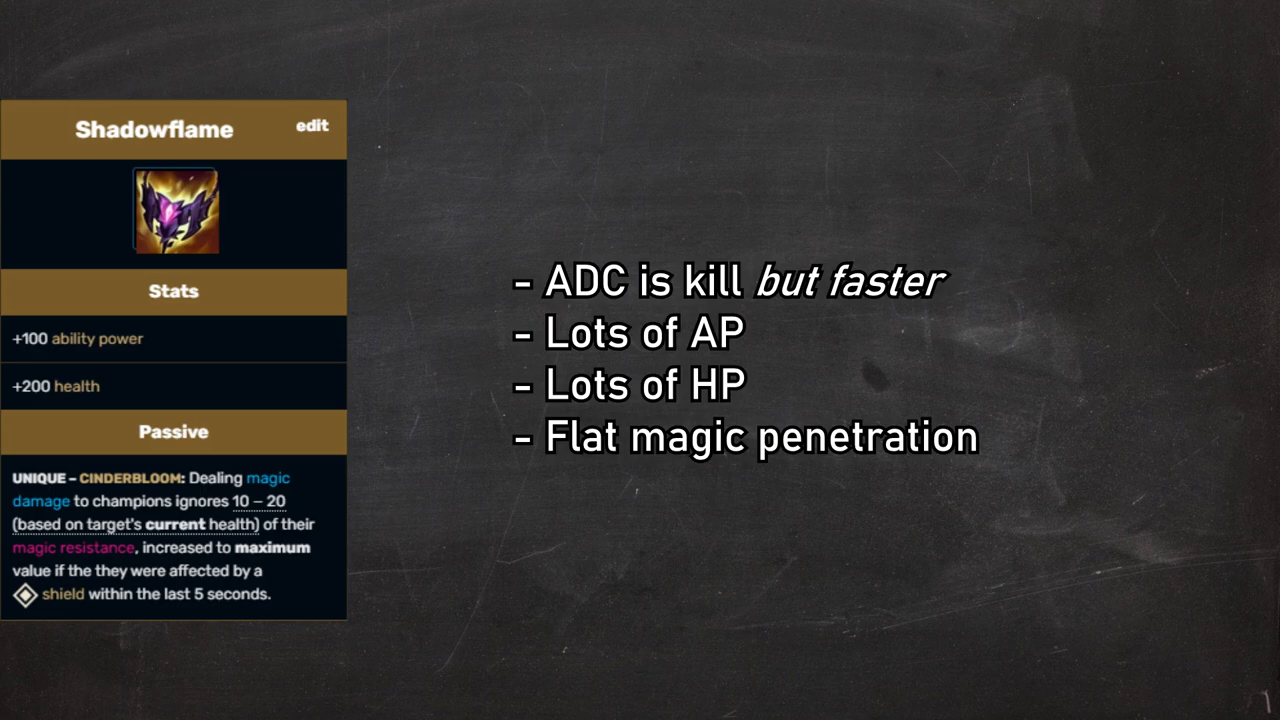 Shadowflame edit
Stats
+100 ability power
+200 health
Passive
UNIQUE – CINDERBLOOM: Dealing magic
damage to champions ignores 10 – 20
(based on target's current health) of their
magic resistance, increased to maximum
value if the they were affected by a
shield within the last 5 seconds.
- ADC is kill but faster
- Lots of AP
- Lots of HP
- Flat magic penetration